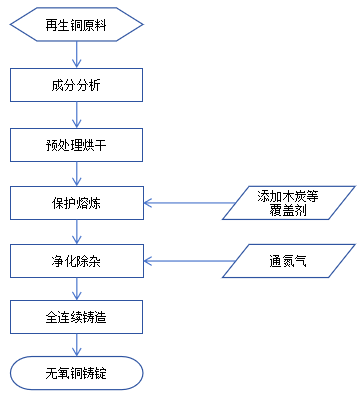 再生铜原料
成分分析
预处理烘干
保护熔炼
添加木炭等
覆盖剂
净化除杂
通氮气
全连续铸造
无氧铜铸锭